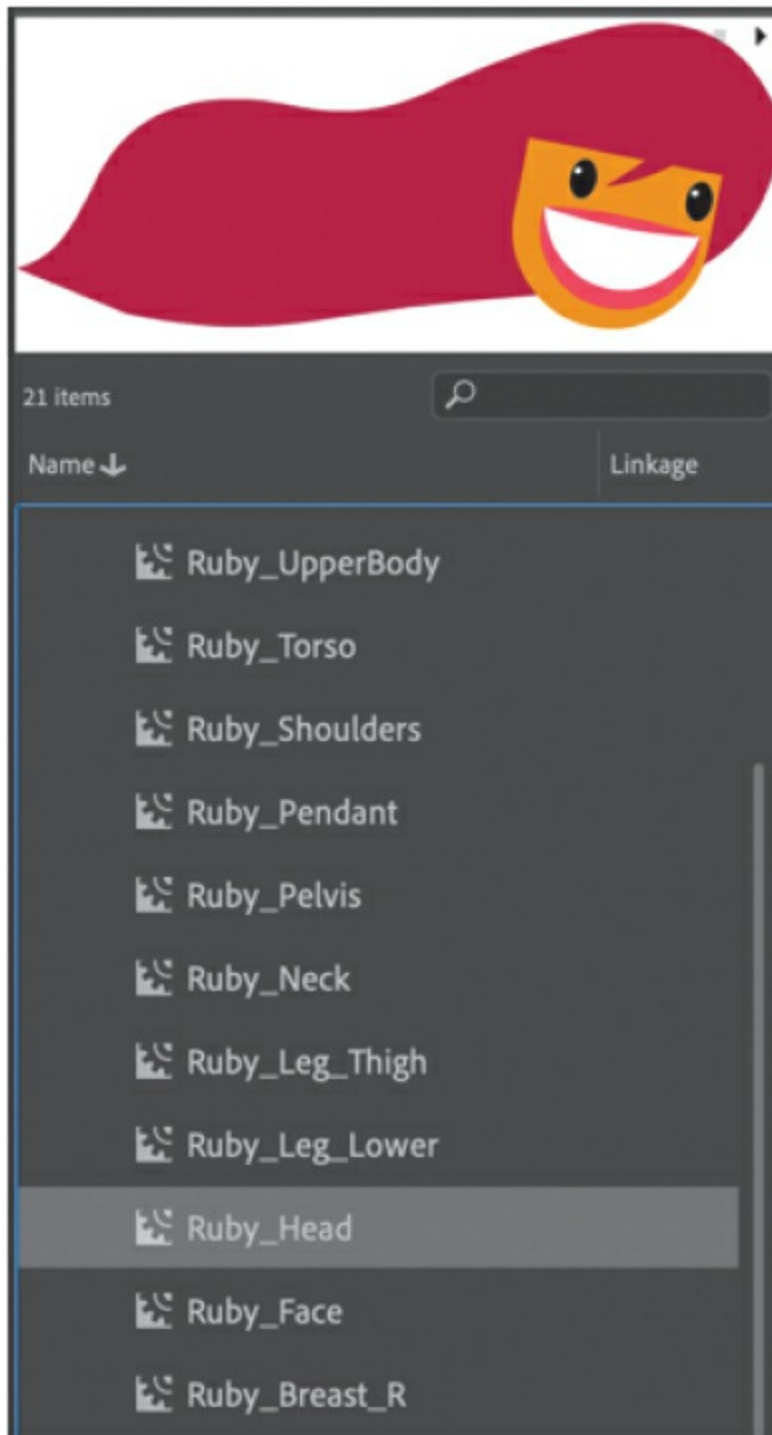 21 items
Name Linkage
Ruby_UpperBody
Ruby_Torso
Ruby_Shoulders
Ruby_Pendant
Ruby_Pelvis
Ruby_Neck
Ruby_Leg_Thigh
Ruby_Leg_Lower
Ruby_Head
Ruby_Face
Ruby_Breast_R